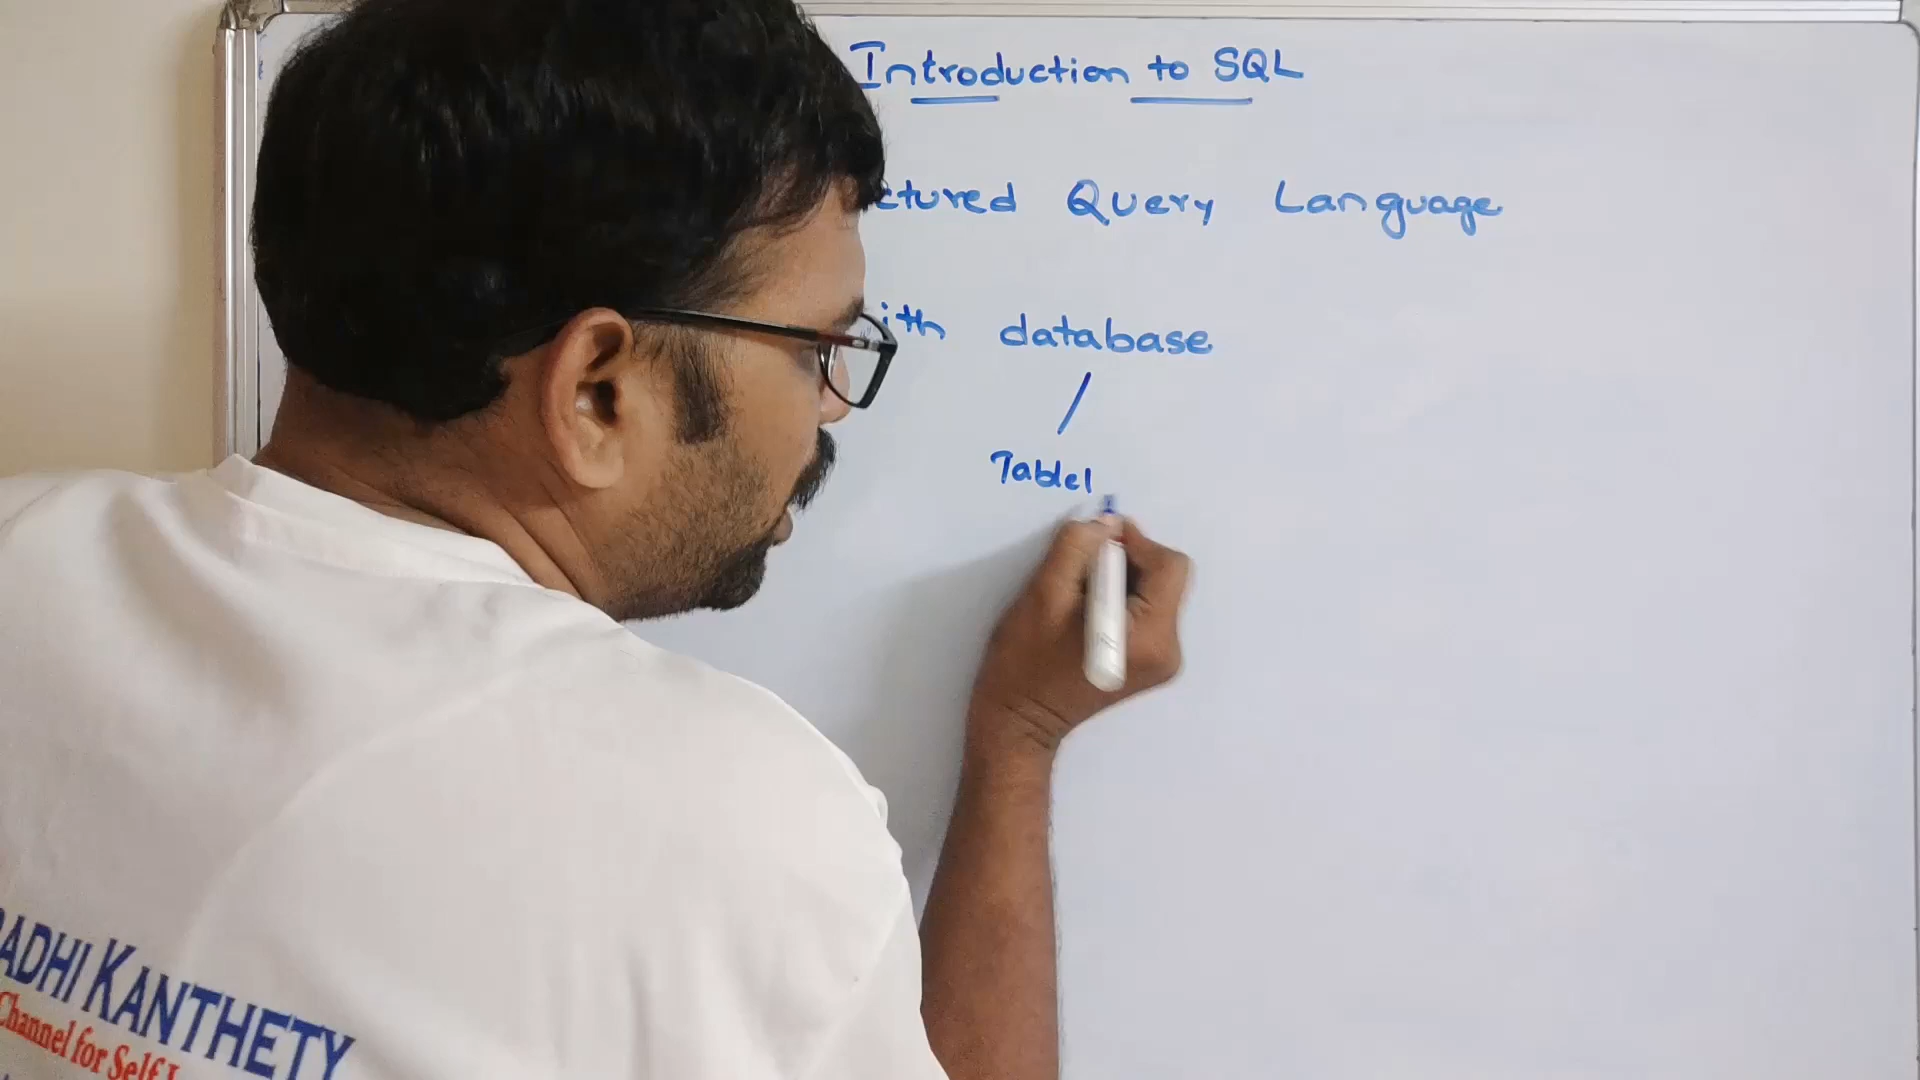 Introduction to SQL
ctured Query Language
ith database
Table1
ADHI KANTHETY
Channel for Self